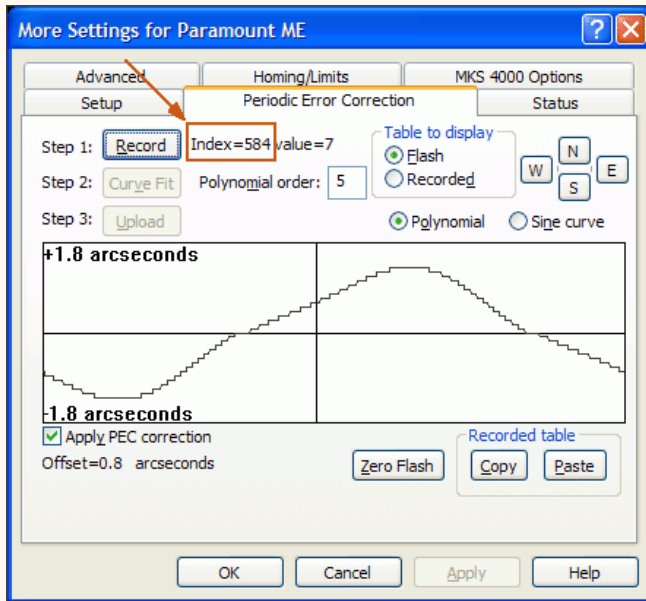 More Settings for Paramount ME
Advanced Homing/Limits MKS 4000 Options
Setup Periodic Error Correction Status
Step 1: Record Index=584 value=7
Table to display
Flash
Recorded
N
W E
S
Step 2: Curve Fit Polynomial order: 5
Step 3: Upload
Polynomial Sine curve
+1.8 arcseconds
-1.8 arcseconds
Apply PEC correction
Offset=0.8 arcseconds
Zero Flash
Recorded table
Copy Paste
OK Cancel Apply Help